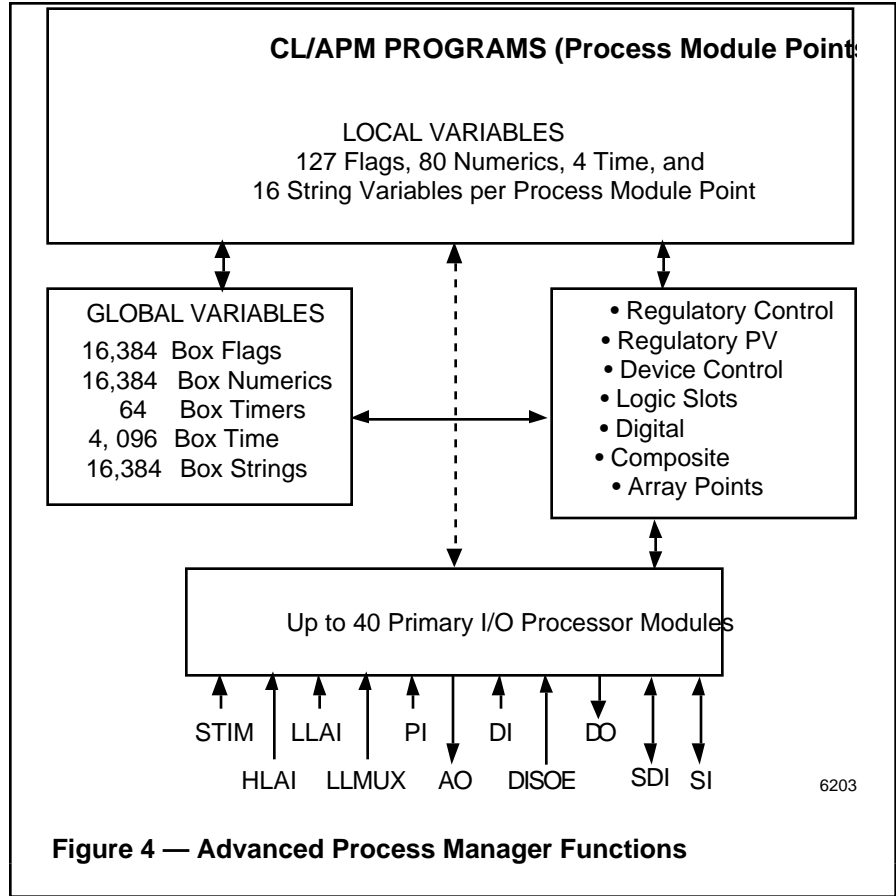 CL/APM PROGRAMS (Process Module Points
LOCAL VARIABLES
127 Flags, 80 Numerics, 4 Time, and
16 String Variables per Process Module Point
GLOBAL VARIABLES
16,384 Box Flags
16,384 Box Numerics
64 Box Timers
4, 096 Box Time
16,384 Box Strings
• Regulatory Control
• Regulatory PV
• Device Control
• Logic Slots
• Digital
• Composite
• Array Points
Up to 40 Primary I/O Processor Modules
STIM LLAI PI DI DO
HLAI LLMUX AO DISOE SDI SI
6203
Figure 4 — Advanced Process Manager Functions